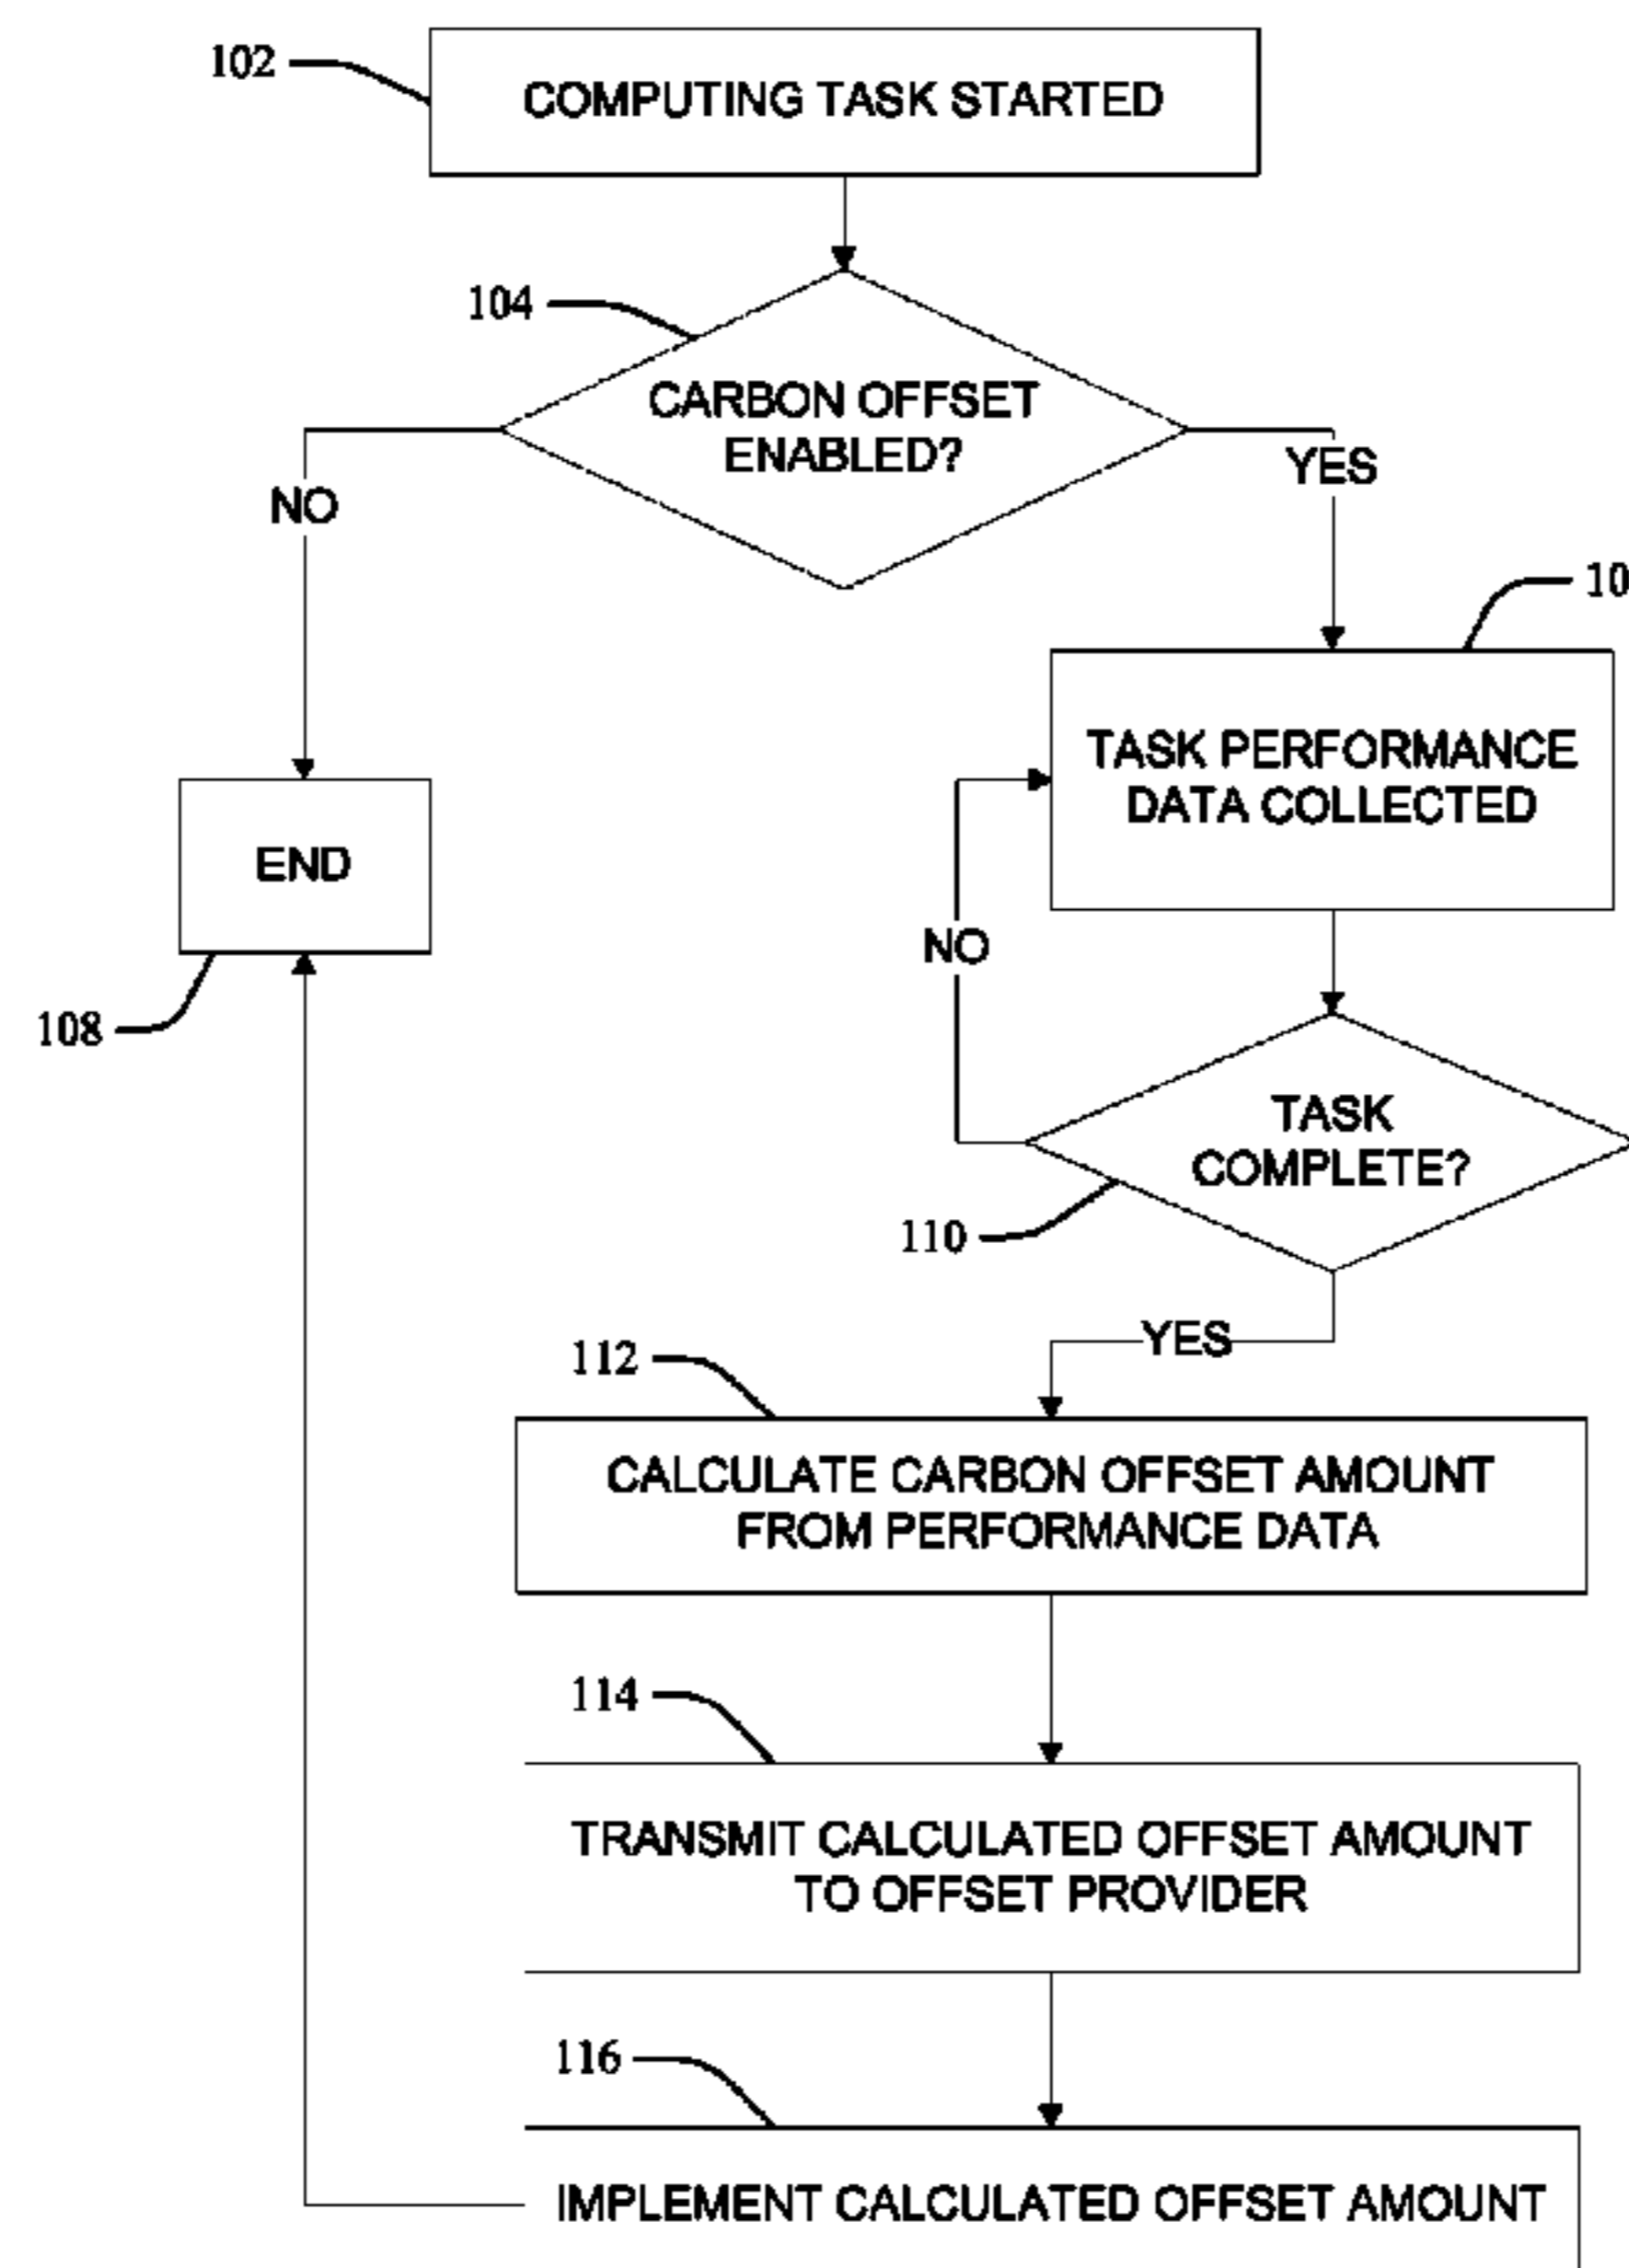 102
COMPUTING TASK STARTED
104
CARBON OFFSET
ENABLED?
NO
YES
10
TASK PERFORMANCE
DATA COLLECTED
END
NO
108
TASK
COMPLETE?
110
YES
112
CALCULATE CARBON OFFSET AMOUNT
FROM PERFORMANCE DATA
114
TRANSMIT CALCULATED OFFSET AMOUNT
TO OFFSET PROVIDER
116
IMPLEMENT CALCULATED OFFSET AMOUNT